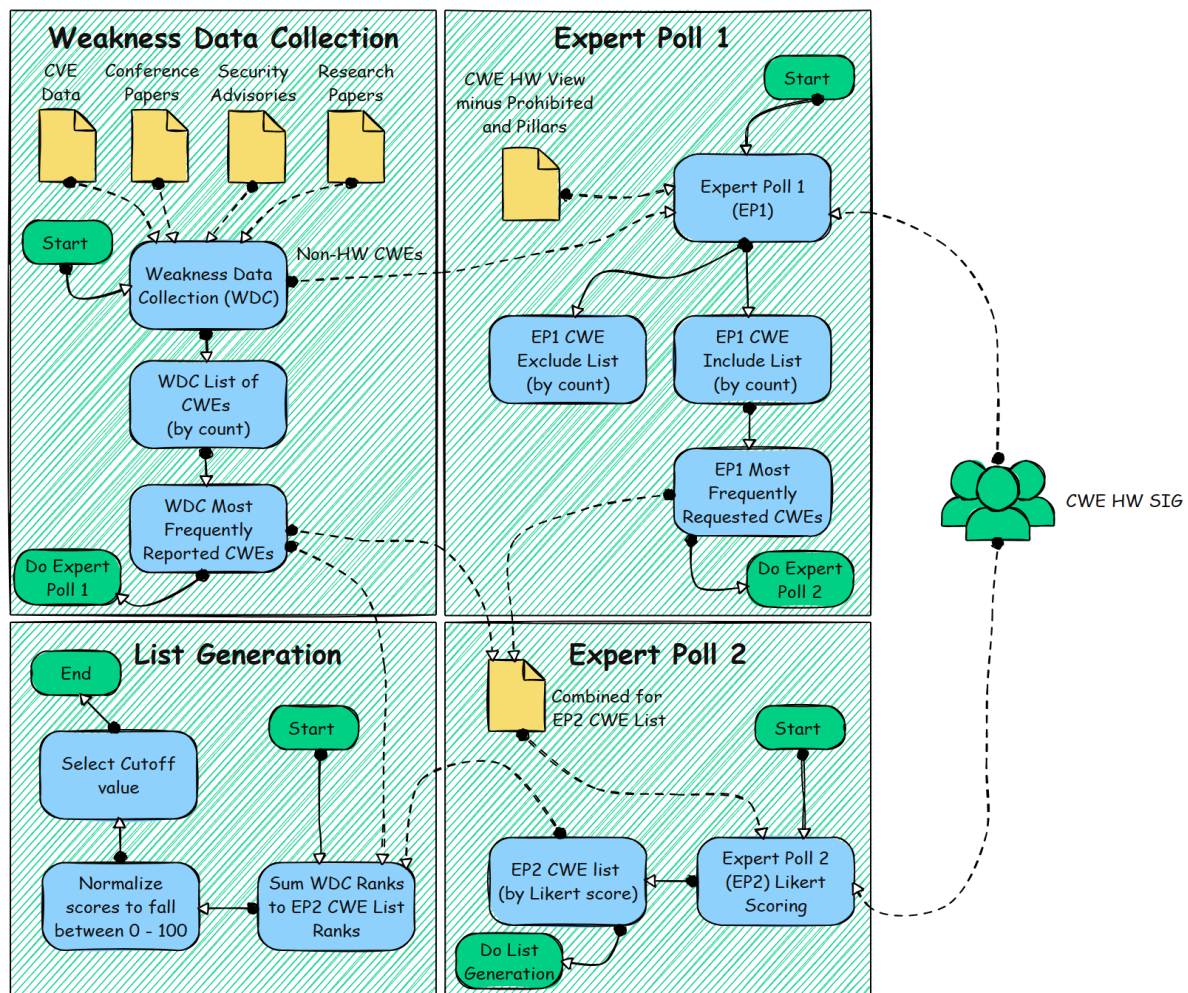 Weakness Data Collection
CVE
Data
Conference
Papers
Security
Advisories
Research
Papers
Start
Weakness Data
Collection (WDC)
Non-HW CWEs
WDC List of
CWEs
(by count)
WDC Most
Frequently
Reported CWEs
Do Expert
Poll 1
Expert Poll 1
CWE HW View
minus Prohibited
and Pillars
Start
Expert Poll 1
(EP1)
EP1 CWE
Exclude List
(by count)
EP1 CWE
Include List
(by count)
EP1 Most
Frequently
Requested CWEs
Do Expert
Poll 2
CWE HW SIG
List Generation
End
Start
Select Cutoff
value
Normalize
scores to fall
between 0 - 100
Sum WDC Ranks
to EP2 CWE List
Ranks
Expert Poll 2
Combined for
EP2 CWE List
Start
EP2 CWE list
(by Likert score)
Expert Poll 2
(EP2) Likert
Scoring
Do List
Generation